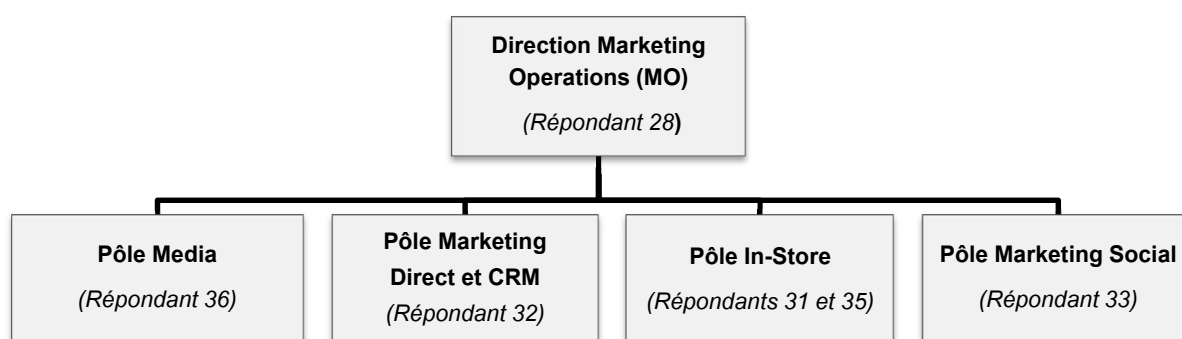 Direction Marketing
Operations (MO)
(Répondant 28)
Pôle Media
(Répondant 36)
Pôle Marketing
Direct et CRM
(Répondant 32)
Pôle In-Store
(Répondants 31 et 35)
Pôle Marketing Social
(Répondant 33)